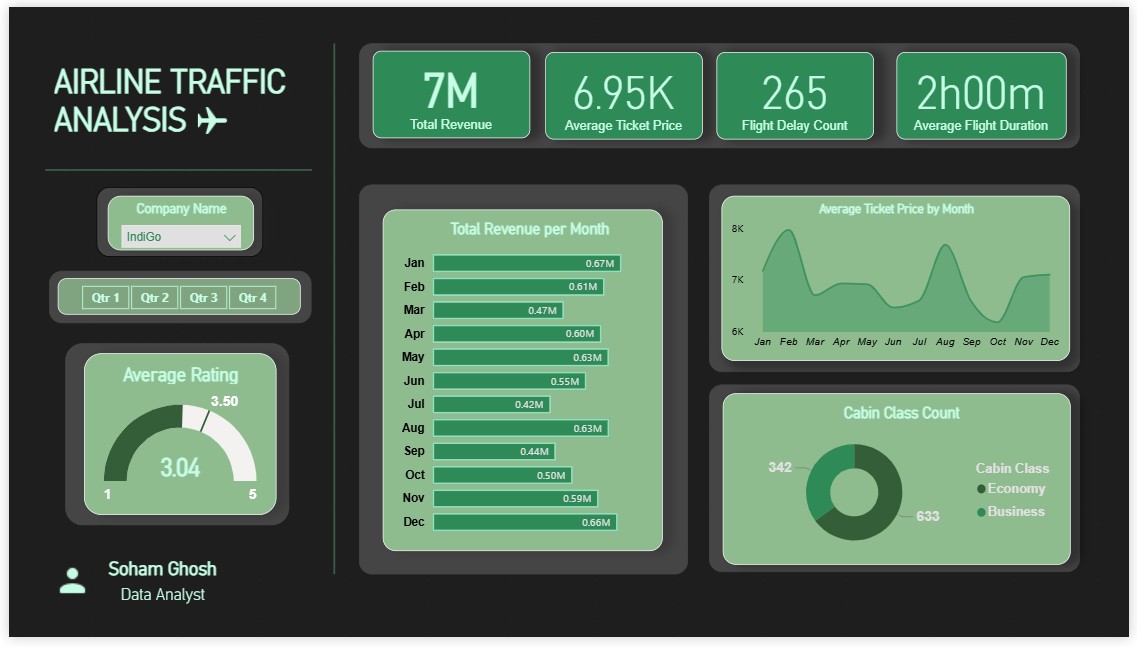 AIRLINE TRAFFIC
ANALYSIS
Company Name
IndiGo
Qtr 1 Qtr 2 Qtr 3 Qtr 4
Average Rating
3.50
3.04
1 5
Soham Ghosh
Data Analyst
7M
Total Revenue
6.95K
Average Ticket Price
265
Flight Delay Count
2h00m
Average Flight Duration
Total Revenue per Month
Jan 0.67M
Feb 0.61M
Mar 0.47M
Apr 0.60M
May 0.63M
Jun 0.55M
Jul 0.42M
Aug 0.63M
Sep 0.44M
Oct 0.50M
Nov 0.59M
Dec 0.66M
Average Ticket Price by Month
8K
7K
6K
Jan Feb Mar Apr May Jun Jul Aug Sep Oct Nov Dec
Cabin Class Count
342
633
Cabin Class
Economy
Business